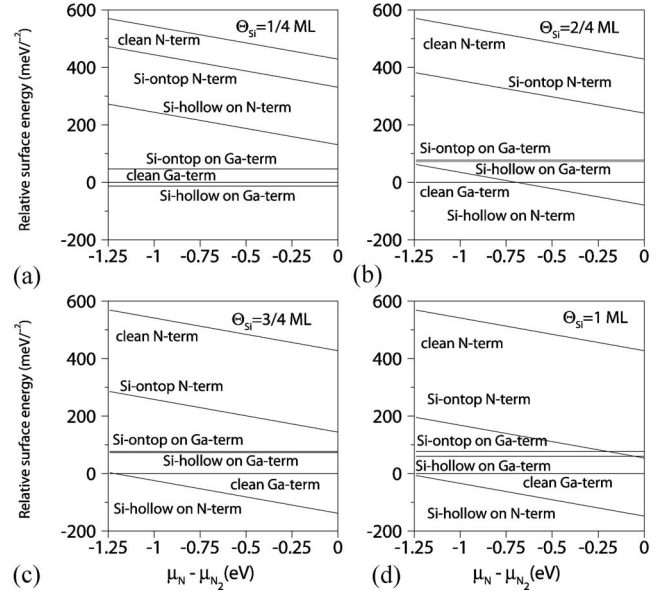 Relative surface energy (meV/⁻²)
600
400
200
0
-200
Θ_Si=1/4 ML
clean N-term
Si-ontop N-term
Si-hollow on N-term
Si-ontop on Ga-term
clean Ga-term
Si-hollow on Ga-term
-1.25 -1 -0.75 -0.5 -0.25 0
(a)
600
400
200
0
-200
Θ_Si=2/4 ML
clean N-term
Si-ontop N-term
Si-ontop on Ga-term
Si-hollow on Ga-term
clean Ga-term
Si-hollow on N-term
-1.25 -1 -0.75 -0.5 -0.25 0
(b)
Relative surface energy (meV/⁻²)
600
400
200
0
-200
Θ_Si=3/4 ML
clean N-term
Si-ontop N-term
Si-ontop on Ga-term
Si-hollow on Ga-term
clean Ga-term
Si-hollow on N-term
-1.25 -1 -0.75 -0.5 -0.25 0
(c)
μ_N - μ_N₂(eV)
600
400
200
0
-200
Θ_Si=1 ML
clean N-term
Si-ontop N-term
Si-ontop on Ga-term
Si-hollow on Ga-term
clean Ga-term
Si-hollow on N-term
-1.25 -1 -0.75 -0.5 -0.25 0
(d)
μ_N - μ_N₂(eV)